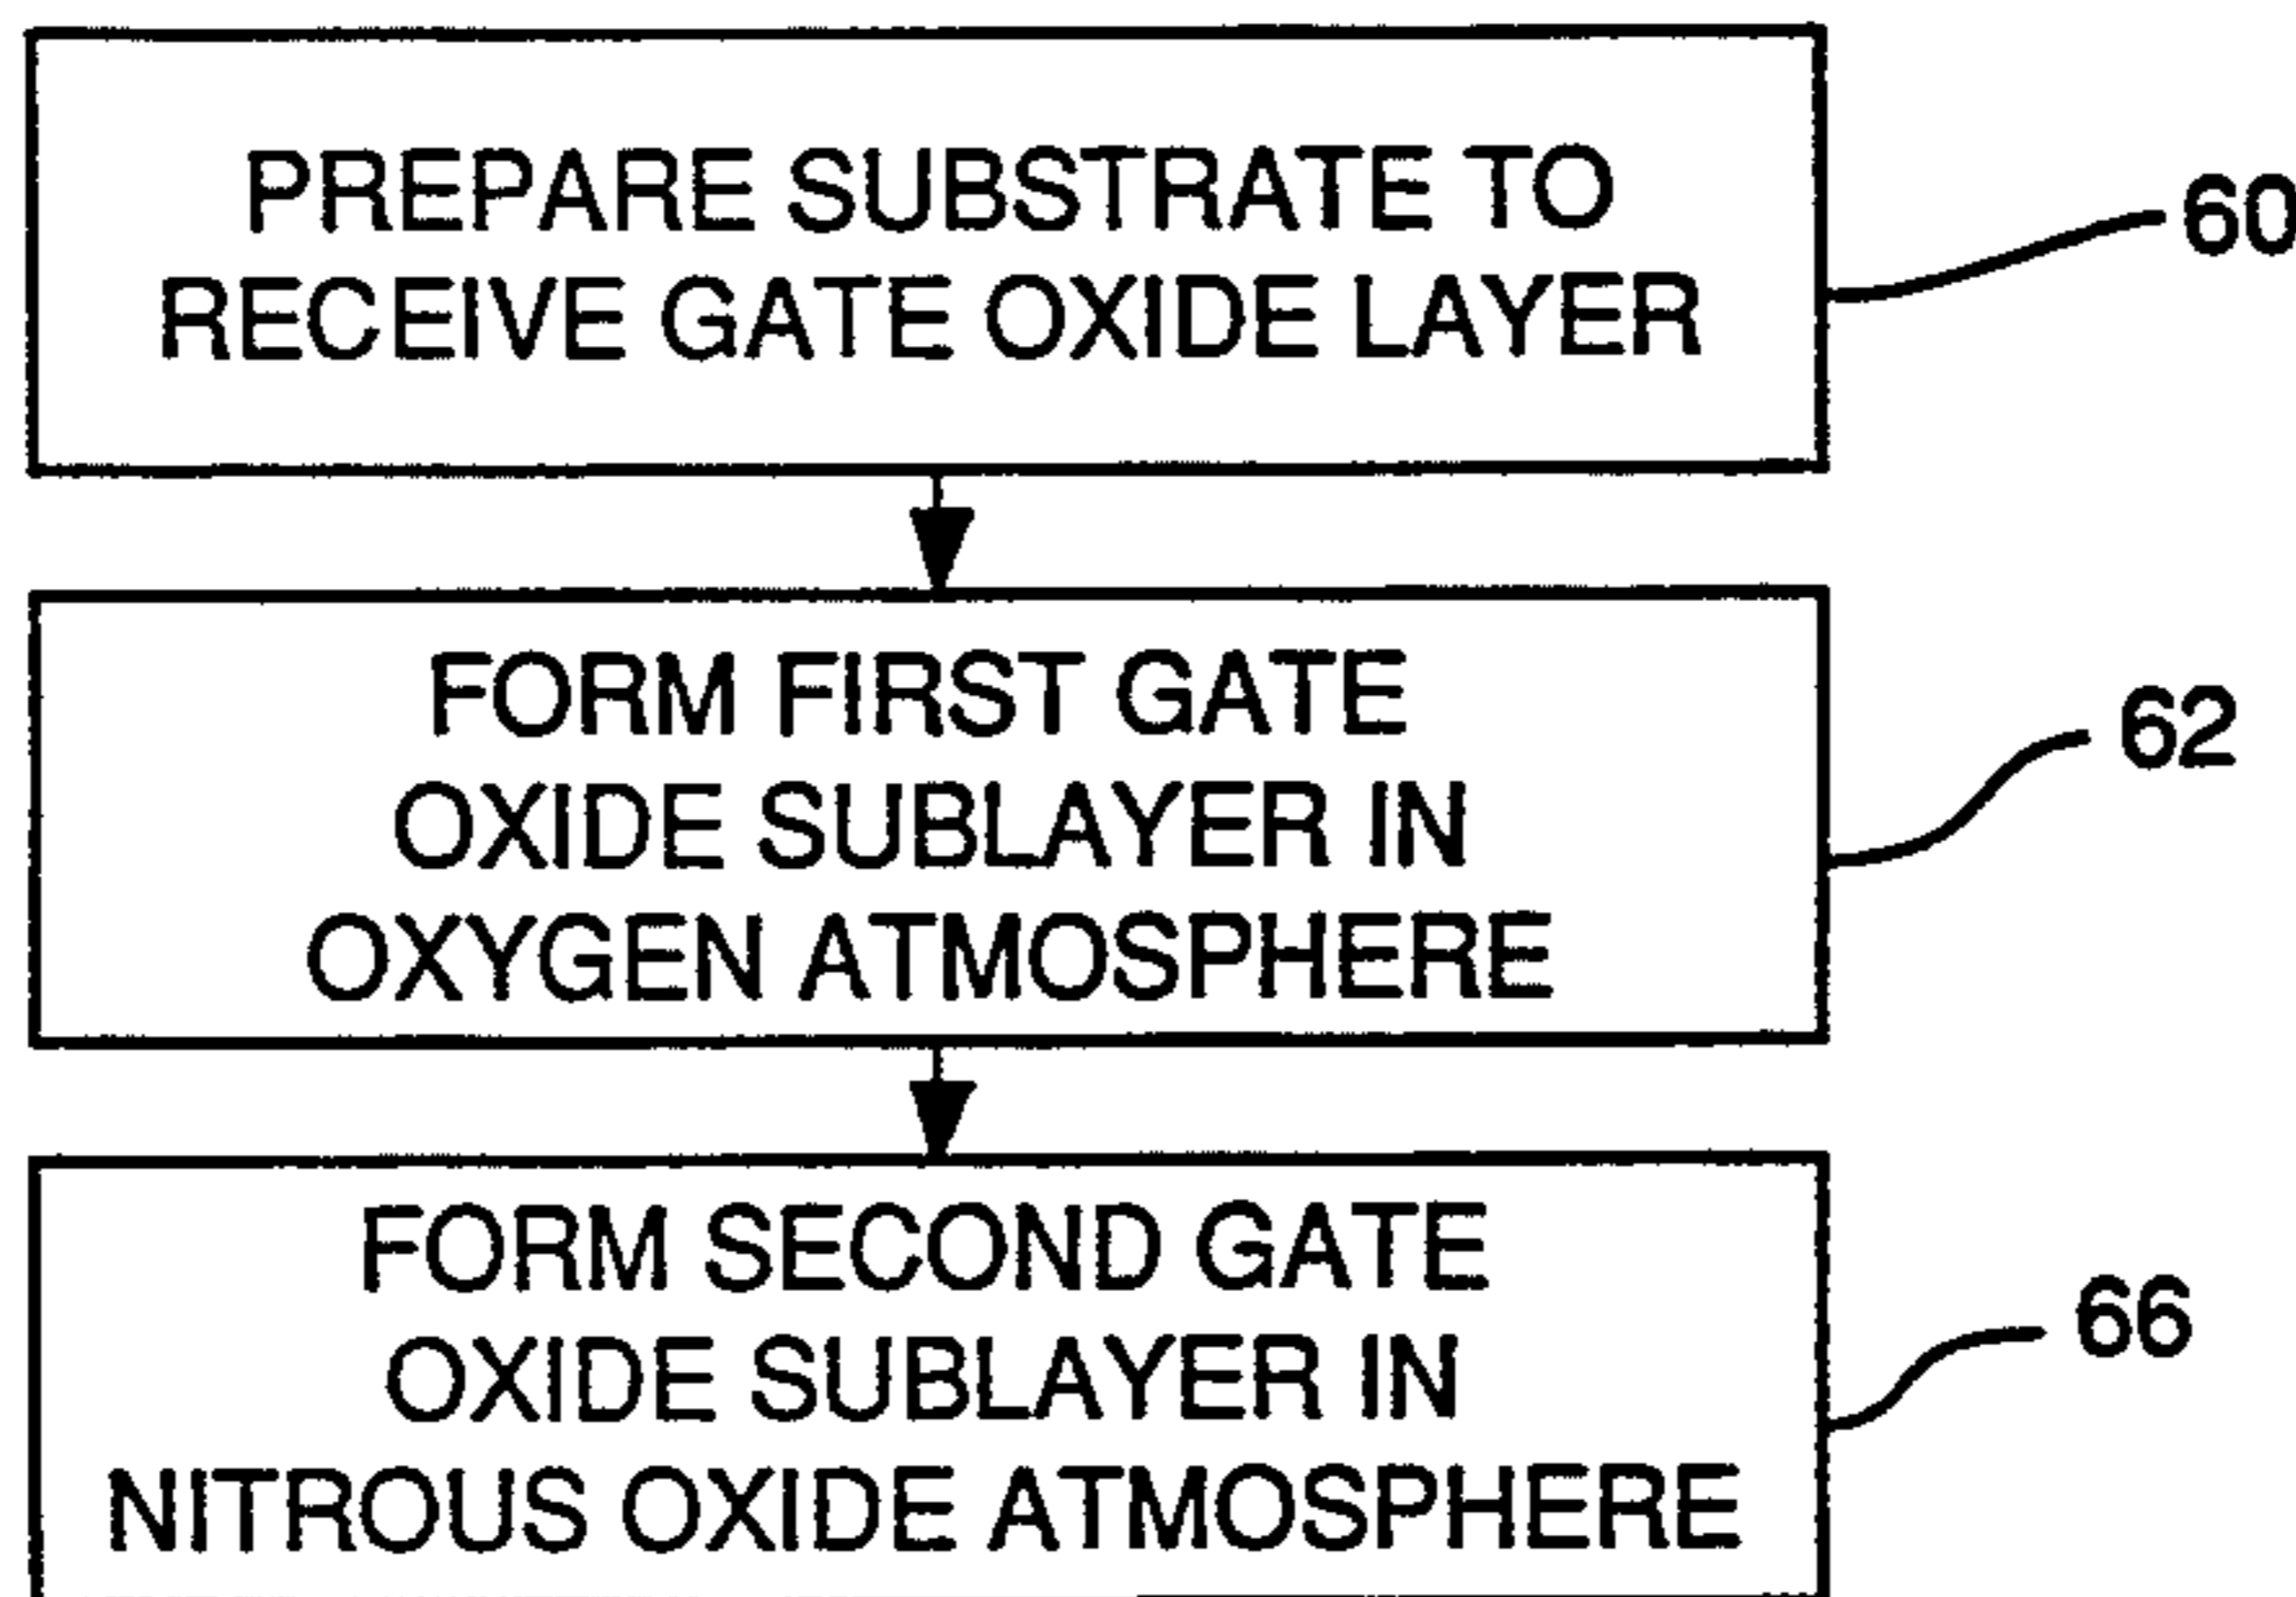 PREPARE SUBSTRATE TO
RECEIVE GATE OXIDE LAYER
60
FORM FIRST GATE
OXIDE SUBLAYER IN
OXYGEN ATMOSPHERE
62
FORM SECOND GATE
OXIDE SUBLAYER IN
NITROUS OXIDE ATMOSPHERE
66